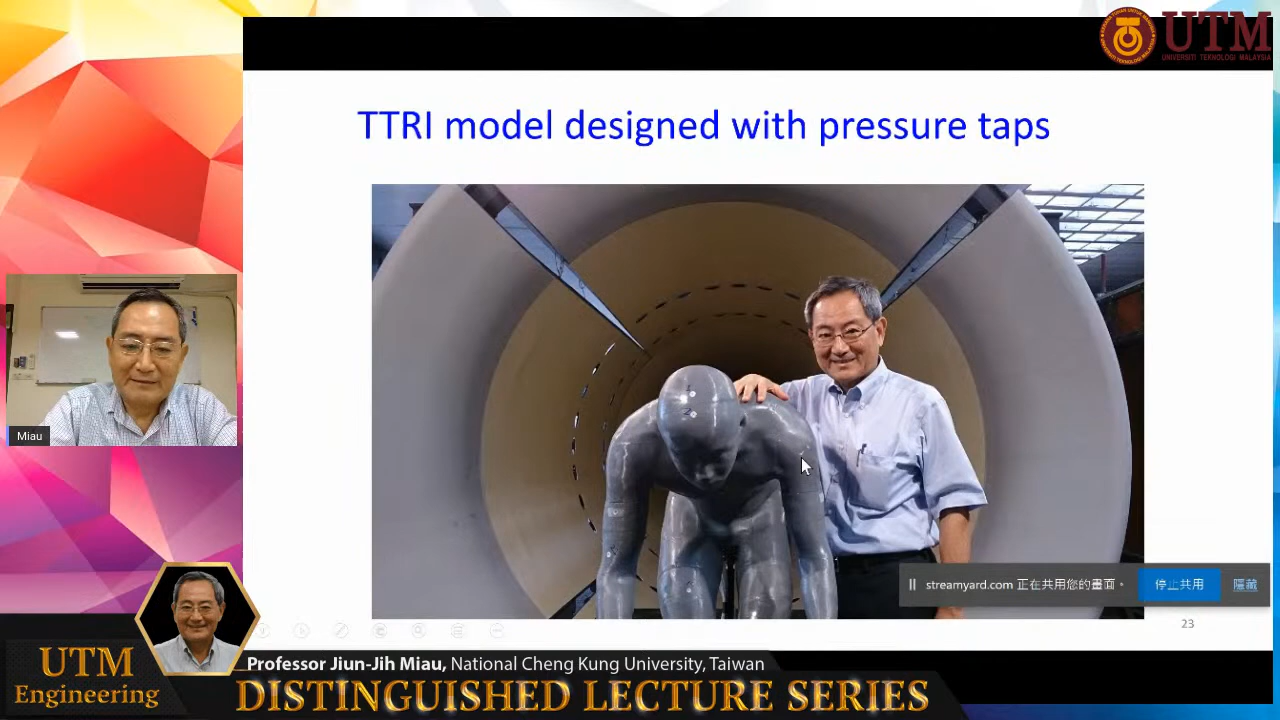 UTM
UNIVERSITI TEKNOLOGI MALAYSIA
TTRI model designed with pressure taps
Miau
streamyard.com 正在共用您的畫面。
停止共用
隱藏
23
UTM
Engineering
Professor Jiun-Jih Miau, National Cheng Kung University, Taiwan
DISTINGUISHED LECTURE SERIES